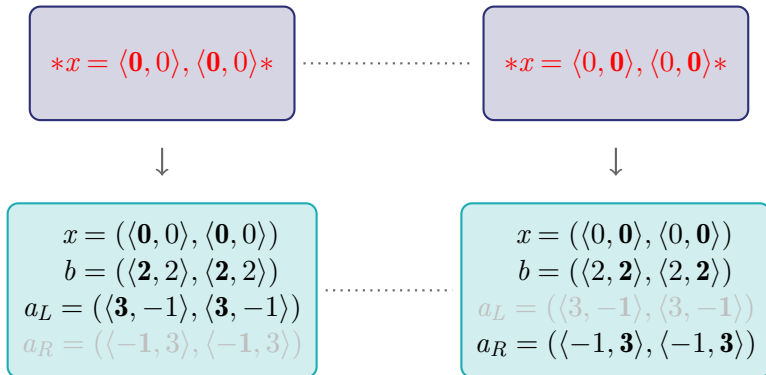 *x = ⟨0, 0⟩, ⟨0, 0⟩*
*x = ⟨0, 0⟩, ⟨0, 0⟩*
x = (⟨0, 0⟩, ⟨0, 0⟩)
b = (⟨2, 2⟩, ⟨2, 2⟩)
a_L = (⟨3, −1⟩, ⟨3, −1⟩)
a_R = (⟨−1, 3⟩, ⟨−1, 3⟩)
x = (⟨0, 0⟩, ⟨0, 0⟩)
b = (⟨2, 2⟩, ⟨2, 2⟩)
a_L = (⟨3, −1⟩, ⟨3, −1⟩)
a_R = (⟨−1, 3⟩, ⟨−1, 3⟩)